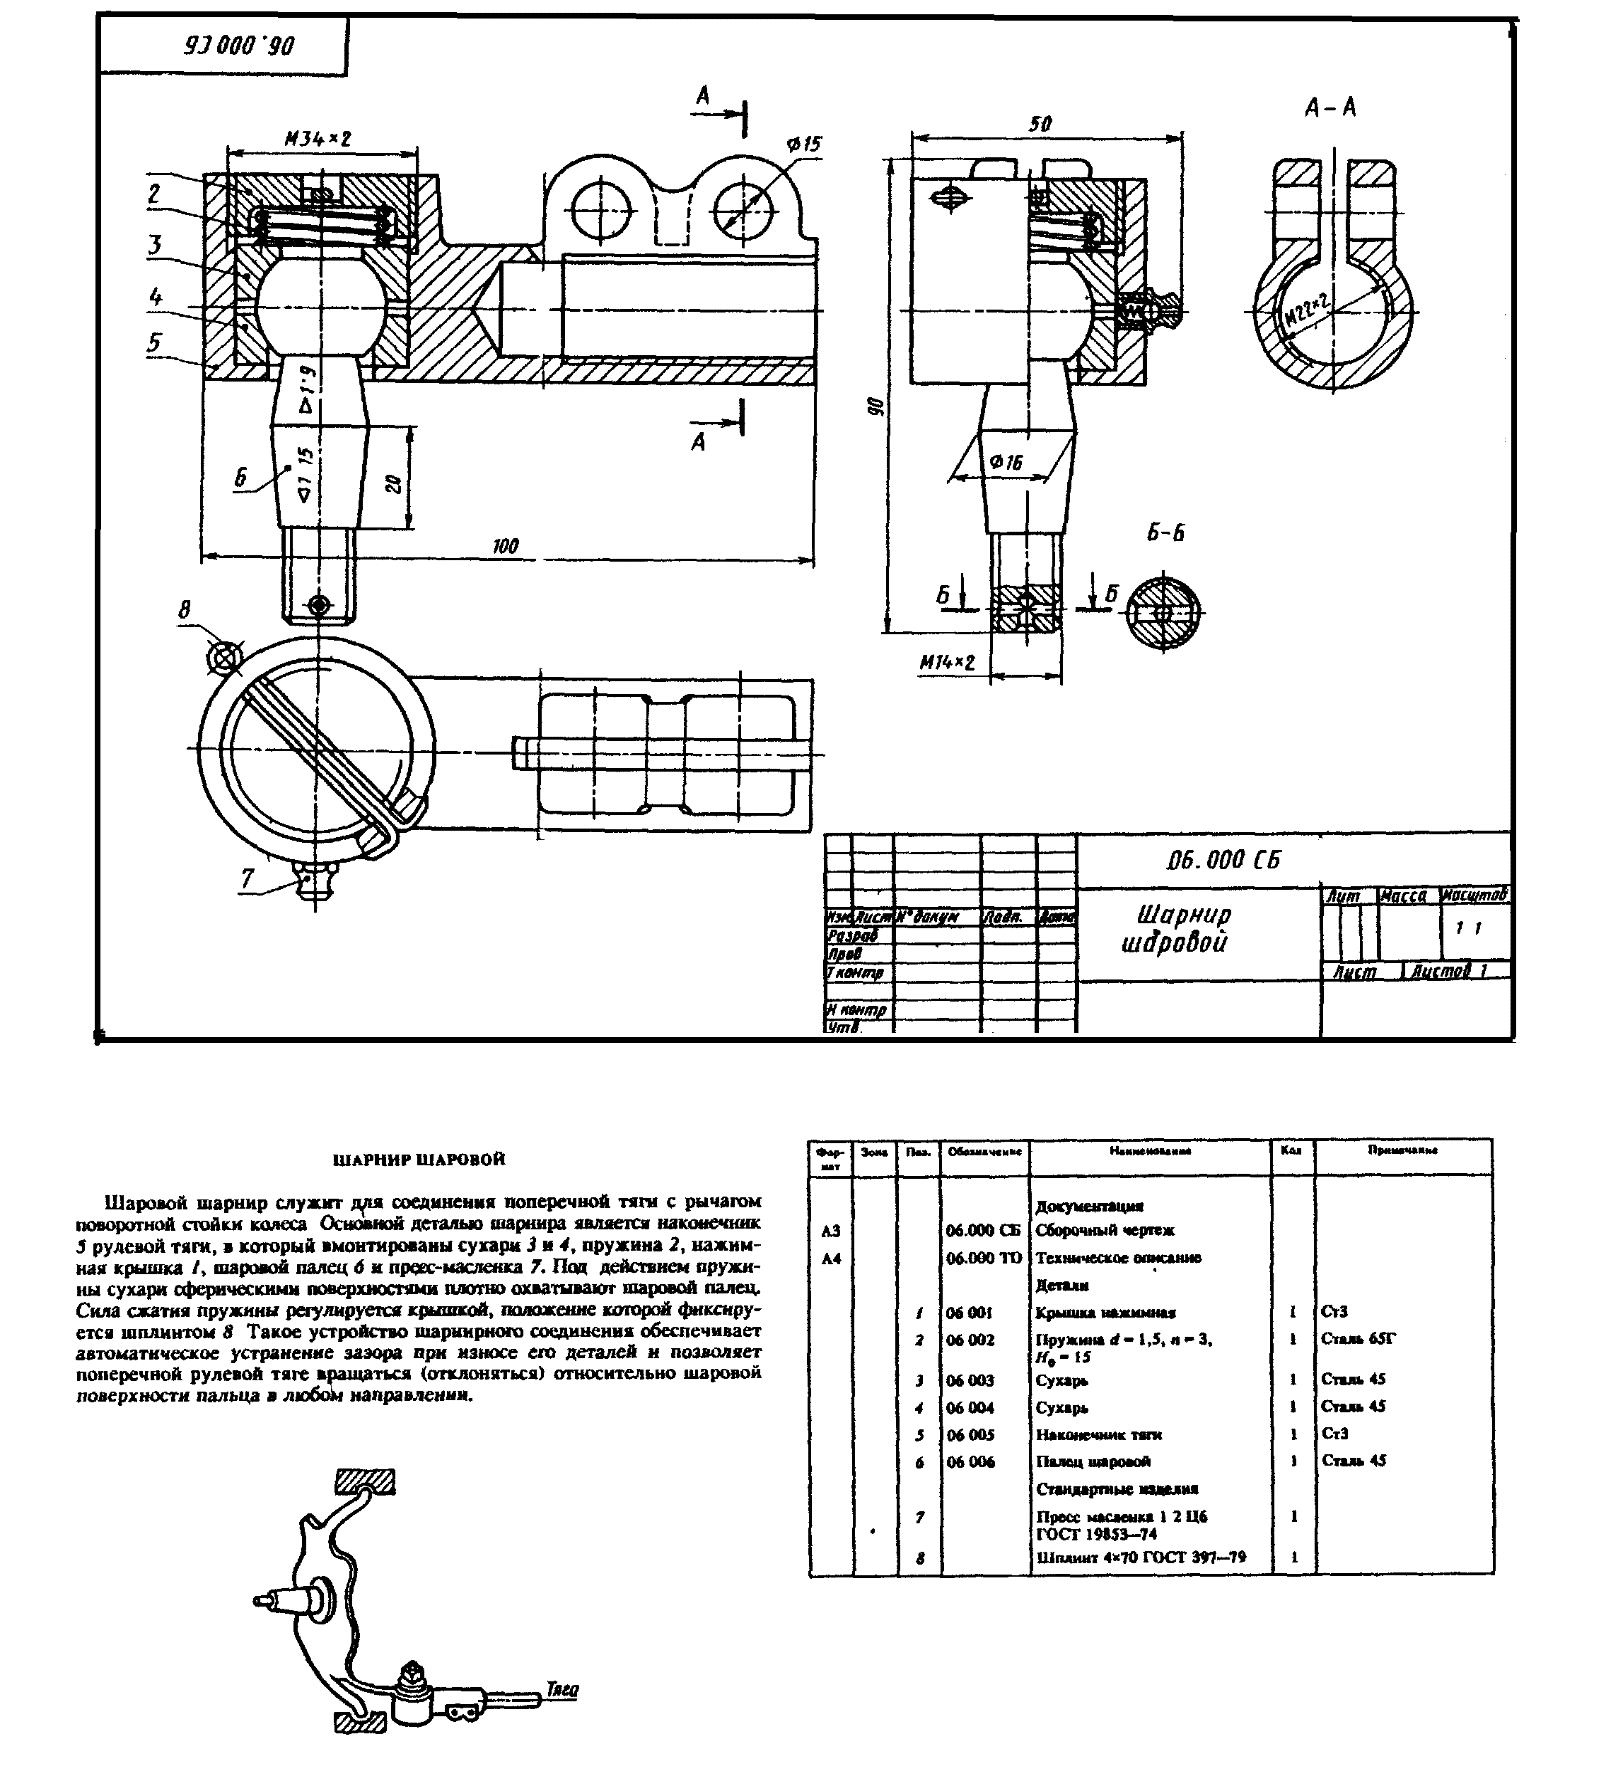 06.000 СБ
А
А – А
М34×2
50
Ф15
2
3
4
5
М22×2
▷1:9
6
◁1 15
20
А
90
Ф16
100
Б-Б
8
Б
Б
М14×2
7
06.000 СБ
Шарнир
шаровой
Лит
Масса
Масштаб
1 1
Изм
Лист
N° докум
Подп.
Дата
Разраб
Пров
Т контр
Лист
Листов 1
Н контр
Утв
ШАРНИР ШАРОВОЙ
Шаровой шарнир служит для соединения поперечной тяги с рычагом
поворотной стойки колеса Основной деталью шарнира является наконечник
5 рулевой тяги, в который вмонтированы сухари 3 и 4, пружина 2, нажим-
ная крышка 1, шаровой палец 6 и пресс-масленка 7. Под действием пружи-
ны сухари сферическими поверхностями плотно охватывают шаровой палец.
Сила сжатия пружины регулируется крышкой, положение которой фиксиру-
ется шплинтом 8 Такое устройство шарнирного соединения обеспечивает
автоматическое устранение зазора при износе его деталей и позволяет
поперечной рулевой тяге вращаться (отклоняться) относительно шаровой
поверхности пальца в любом направлении.
Тяга
Фор-
мат
Зона
Поз.
Обозначение
Наименование
Кол
Примечание
Документация
А3 06.000 СБ Сборочный чертеж
А4 06.000 ТО Техническое описание
Детали
1 06 001 Крышка нажимная 1 Ст3
2 06 002 Пружина d = 1,5, n = 3, 1 Сталь 65Г
H₀ = 15
3 06 003 Сухарь 1 Сталь 45
4 06 004 Сухарь 1 Сталь 45
5 06 005 Наконечник тяги 1 Ст3
6 06 006 Палец шаровой 1 Сталь 45
Стандартные изделия
7 Пресс масленка 1 2 Ц6 1
ГОСТ 19853—74
8 Шплинт 4×70 ГОСТ 397—79 1